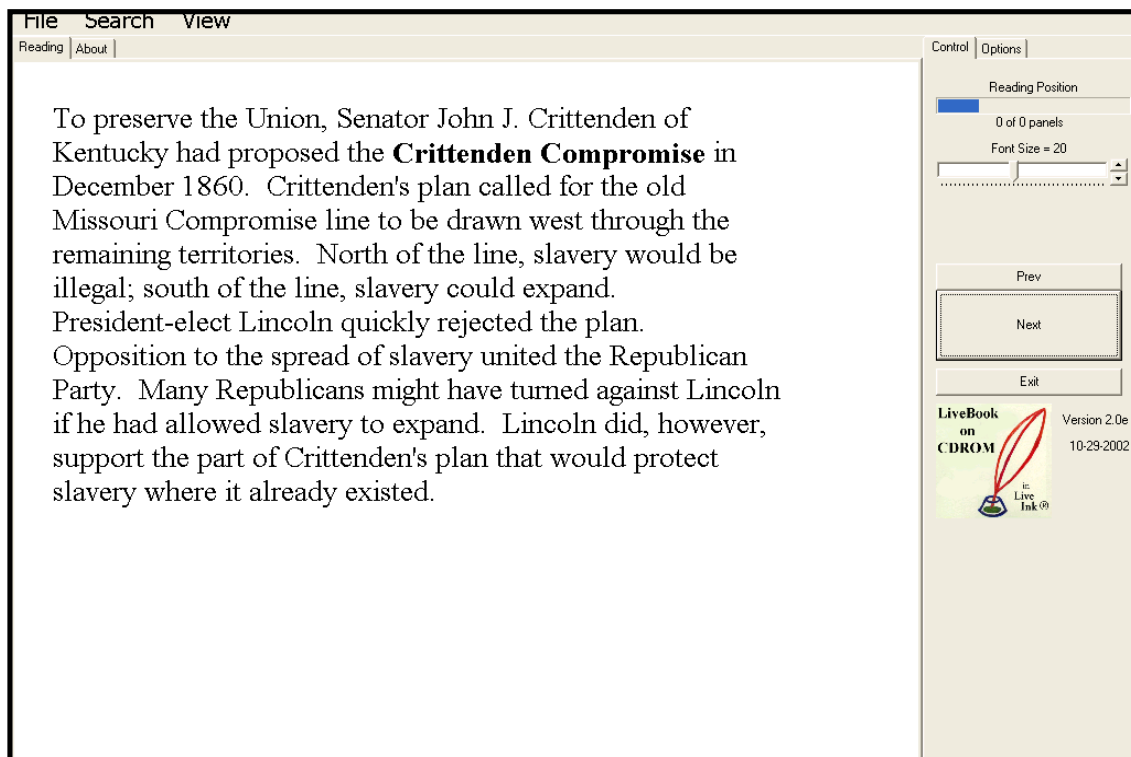 File Search View
Reading About
To preserve the Union, Senator John J. Crittenden of
Kentucky had proposed the Crittenden Compromise in
December 1860.  Crittenden's plan called for the old
Missouri Compromise line to be drawn west through the
remaining territories.  North of the line, slavery would be
illegal; south of the line, slavery could expand.
President-elect Lincoln quickly rejected the plan.
Opposition to the spread of slavery united the Republican
Party.  Many Republicans might have turned against Lincoln
if he had allowed slavery to expand.  Lincoln did, however,
support the part of Crittenden's plan that would protect
slavery where it already existed.
Control Options
Reading Position
0 of 0 panels
Font Size = 20
Prev
Next
Exit
LiveBook
on
CDROM
in
Live
Ink ®
Version 2.0e
10-29-2002